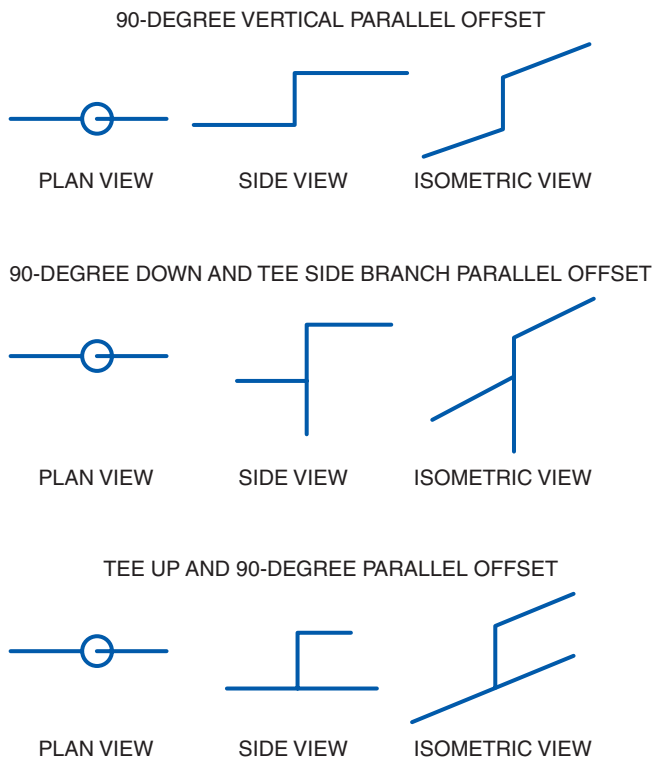 90-DEGREE VERTICAL PARALLEL OFFSET
PLAN VIEW SIDE VIEW ISOMETRIC VIEW
90-DEGREE DOWN AND TEE SIDE BRANCH PARALLEL OFFSET
PLAN VIEW SIDE VIEW ISOMETRIC VIEW
TEE UP AND 90-DEGREE PARALLEL OFFSET
PLAN VIEW SIDE VIEW ISOMETRIC VIEW